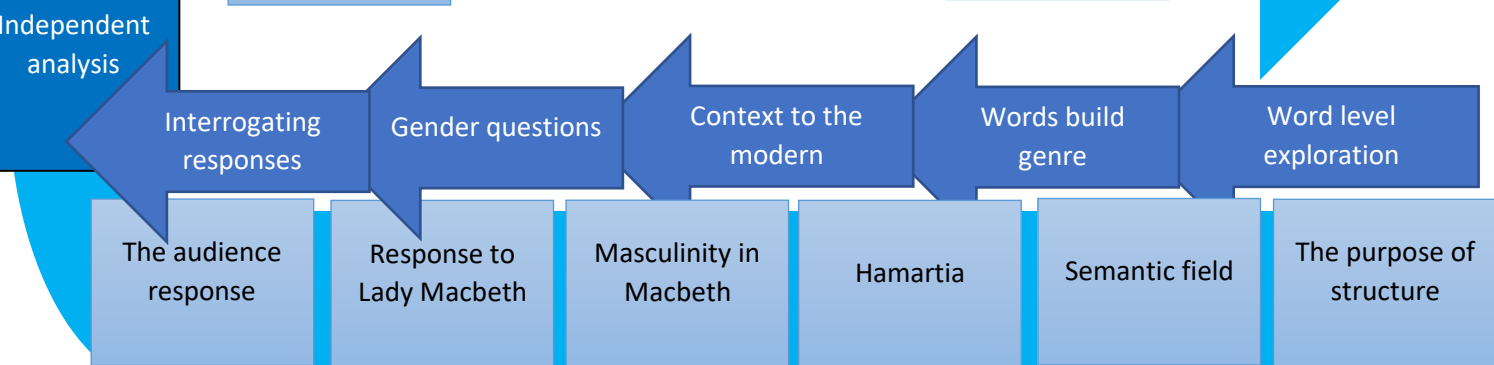 Independent
analysis
Interrogating
responses
Gender questions
Context to the
modern
Words build
genre
Word level
exploration
The audience
response
Response to
Lady Macbeth
Masculinity in
Macbeth
Hamartia
Semantic field
The purpose of
structure